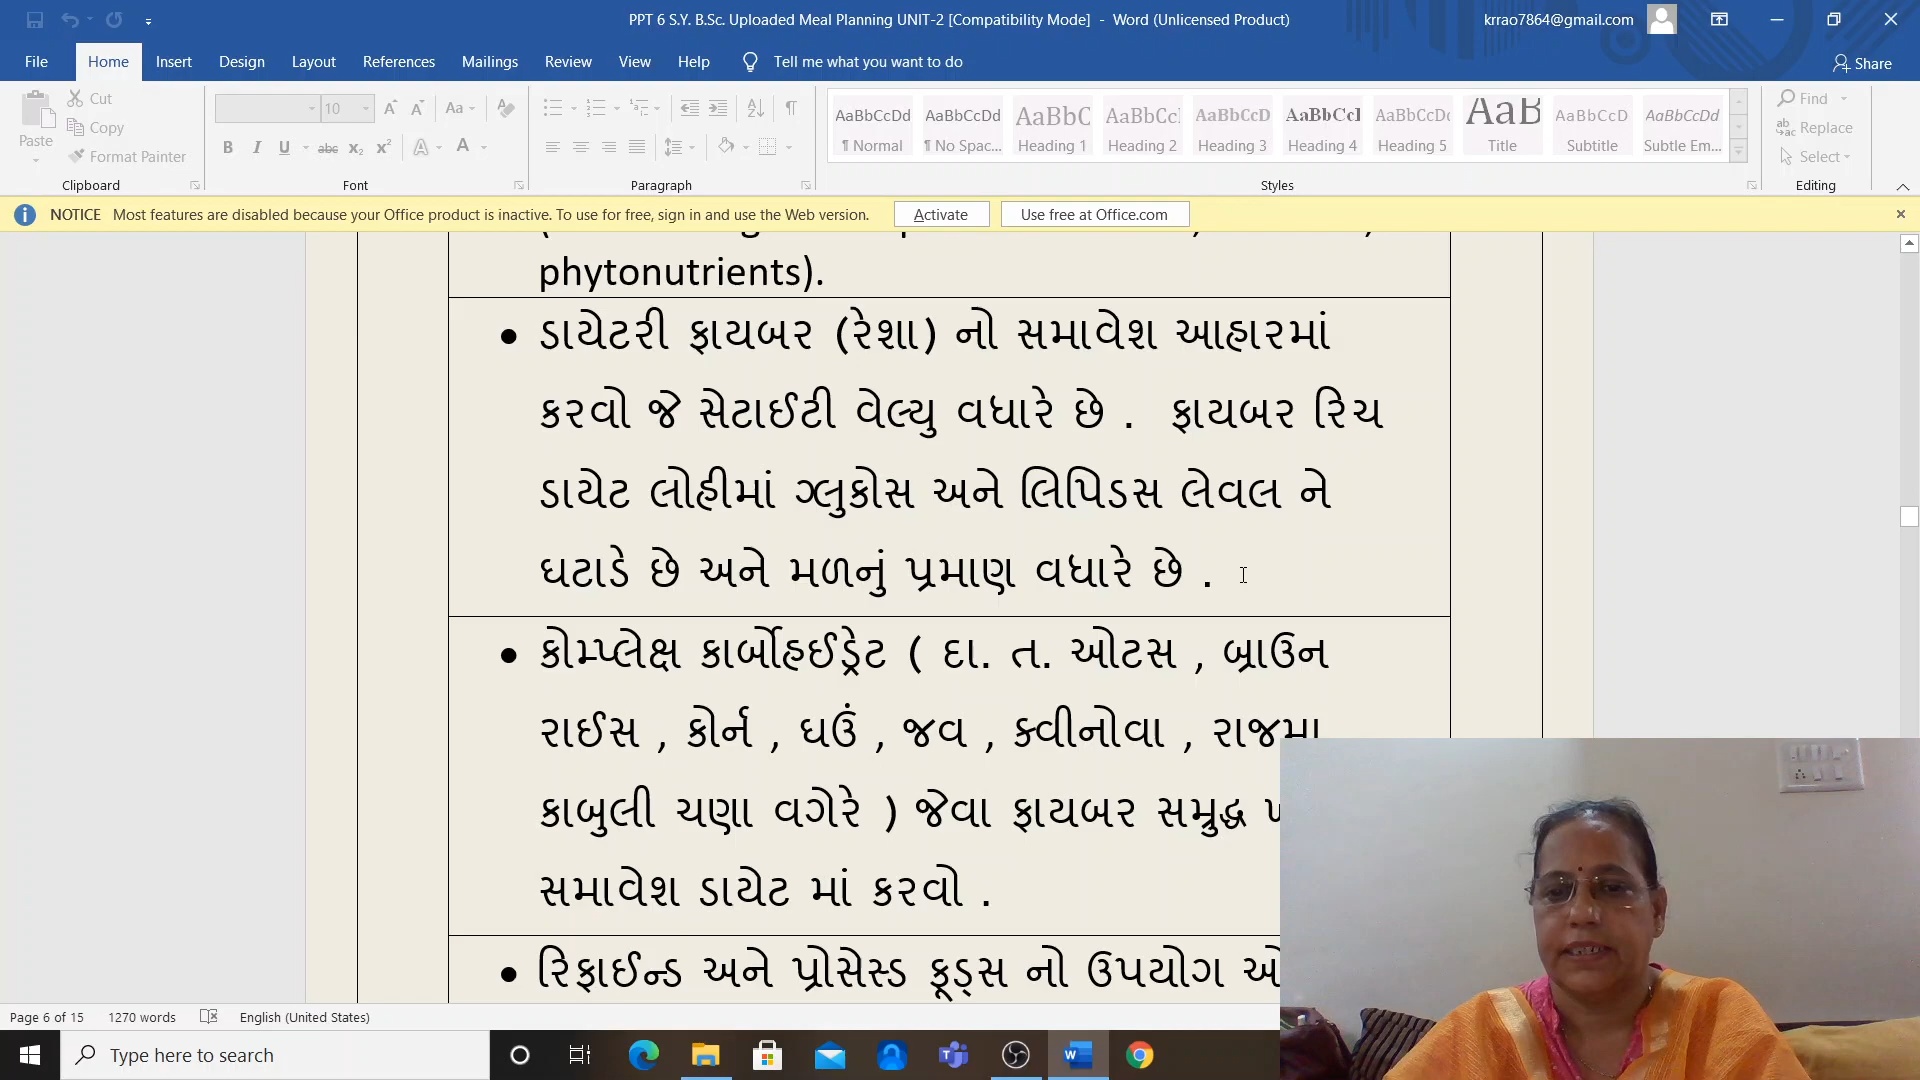 PPT 6 S.Y. B.Sc. Uploaded Meal Planning UNIT-2 [Compatibility Mode] - Word (Unlicensed Product)
krrao7864@gmail.com
File Home Insert Design Layout References Mailings Review View Help Tell me what you want to do
Share
Paste
Cut
Copy
Format Painter
Clipboard
10
Font
Paragraph
AaBbCcDd AaBbCcDd AaBbC AaBbCcI AaBbCcD AaBbCcI AaBbCcDc AaB AaBbCcD AaBbCcDd
¶ Normal ¶ No Spac... Heading 1 Heading 2 Heading 3 Heading 4 Heading 5 Title Subtitle Subtle Em...
Styles
Find
Replace
Select
Editing
NOTICE Most features are disabled because your Office product is inactive. To use for free, sign in and use the Web version. Activate Use free at Office.com
phytonutrients).
• ડાયેટરી ફાયબર (રેશા) નો સમાવેશ આહારમાં
કરવો જે સેટાઈટી વેલ્યુ વધારે છે . ફાયબર રિચ
ડાયેટ લોહીમાં ગ્લુકોસ અને લિપિડસ લેવલ ને
ઘટાડે છે અને મળનું પ્રમાણ વધારે છે .
• કોમ્પ્લેક્ષ કાર્બોહઈડ્રેટ ( દા. ત. ઓટસ , બ્રાઉન
રાઈસ , કોર્ન , ઘઉં , જવ , ક્વીનોવા , રાજમા
કાબુલી ચણા વગેરે ) જેવા ફાયબર સમ્રુદ્ધ
સમાવેશ ડાયેટ માં કરવો .
• રિફાઈન્ડ અને પ્રોસેસ્ડ ફૂડ્સ નો ઉપયોગ
Page 6 of 15 1270 words English (United States)
Type here to search